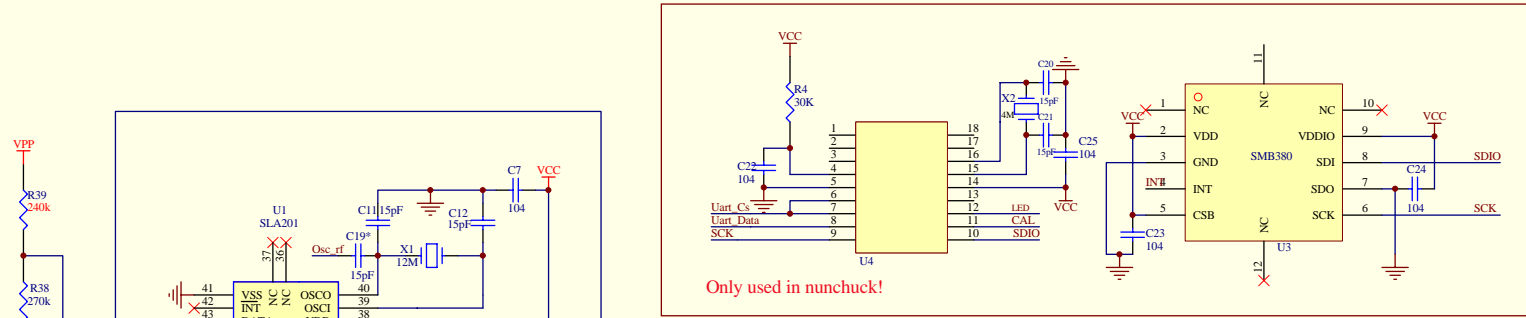 VPP
R39
240k
R38
270k
U1
SLA201
37
36
NC
NC
41
VSS
OSCO
40
42
INT
OSCI
39
43
38
Osc_rf
C19*
15pF
C11
15pF
X1
12M
C12
15pF
C7
104
VCC
VCC
R4
30K
C22
104
1
2
3
4
5
6
7
8
9
18
17
16
15
14
13
12
11
10
U4
Uart_Cs
Uart_Data
SCK
LED
CAL
SDIO
X2
4M
C20
15pF
C21
15pF
C25
104
VCC
Only used in nunchuck!
VCC
INT
C23
104
11
NC
1
NC
2
VDD
3
GND
4
INT
5
CSB
SMB380
NC
10
VDDIO
9
SDI
8
SDO
7
SCK
6
NC
12
U3
VCC
C24
104
SDIO
SCK